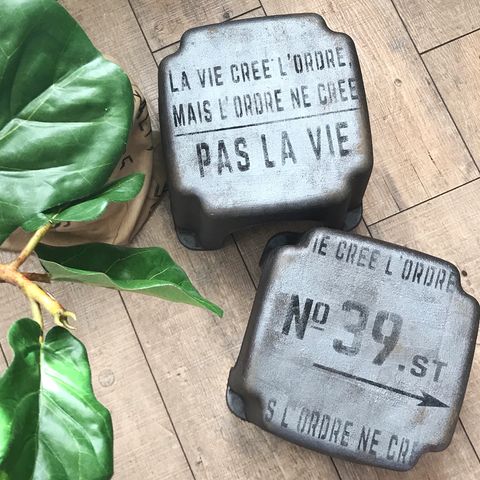 LA VIE CREE L'ORDRE,
MAIS L'ORDRE NE CREE
PAS LA VIE
IE CREE L'ORDRE
No 39.ST
S L'ORDRE NE CRE